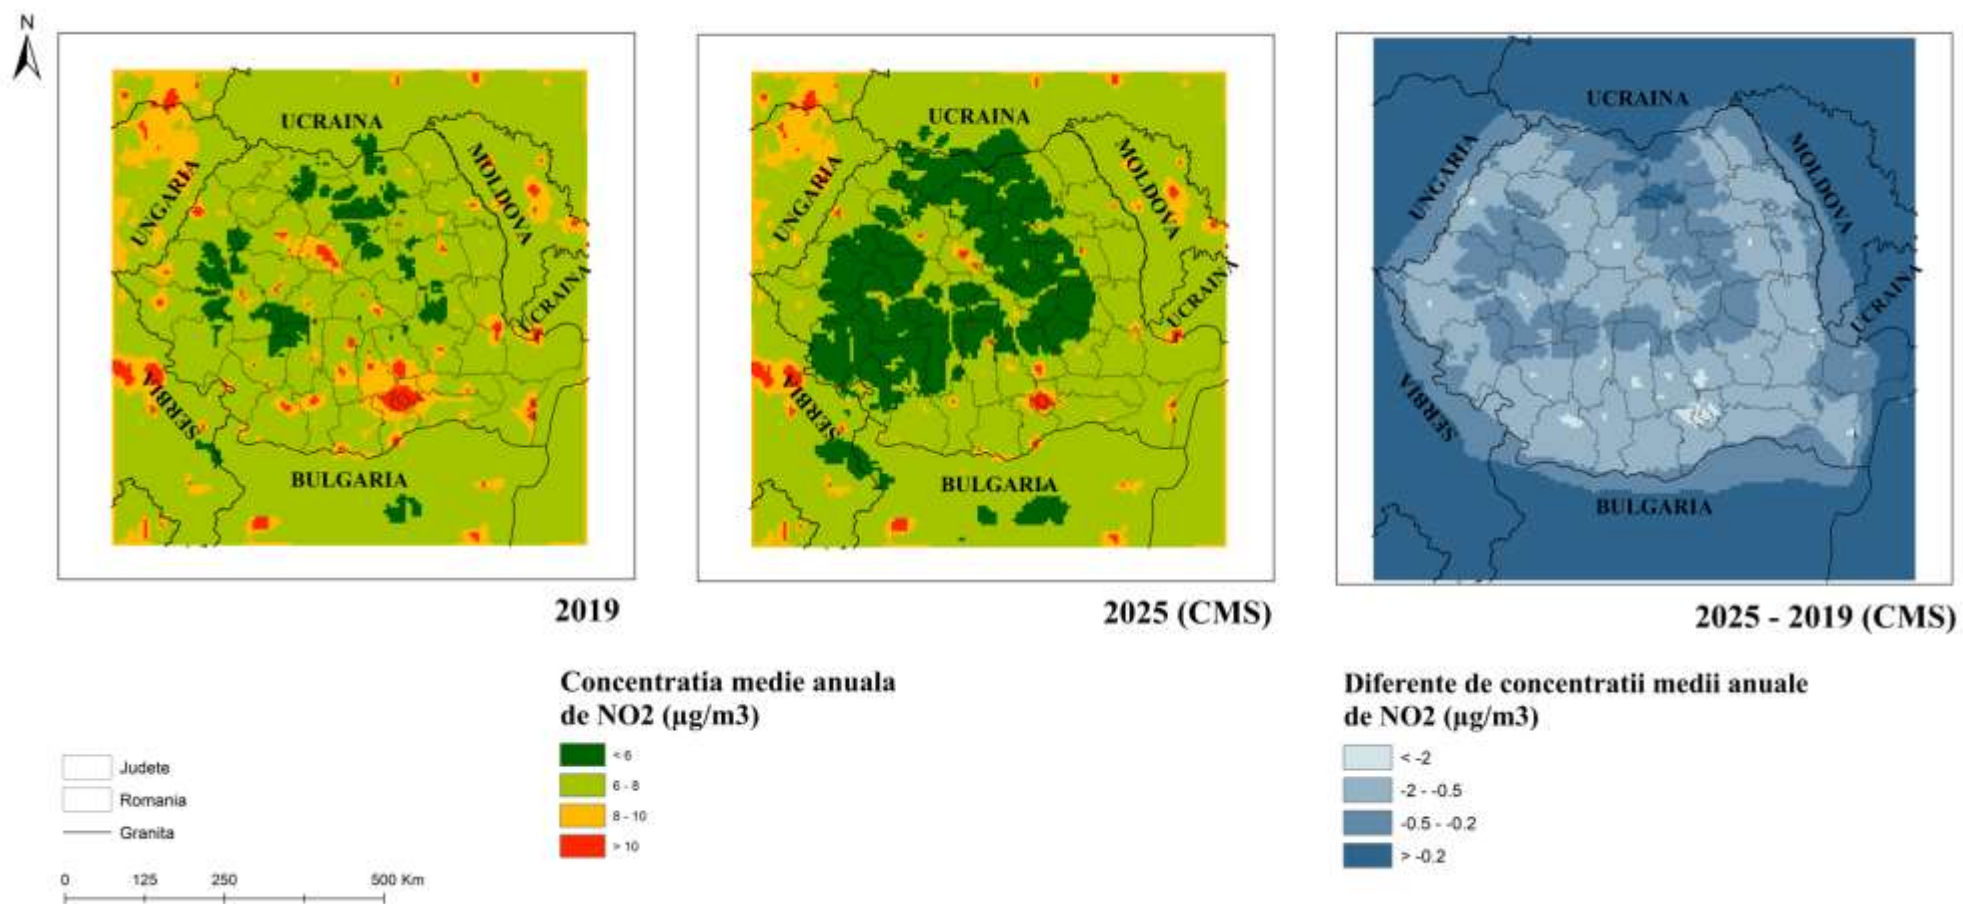 N
UCRAINA
UNGARIA
MOLDOVA
UCRAINA
SERBIA
BULGARIA
2019
UCRAINA
UNGARIA
MOLDOVA
UCRAINA
SERBIA
BULGARIA
2025 (CMS)
UCRAINA
UNGARIA
MOLDOVA
UCRAINA
SERBIA
BULGARIA
2025 - 2019 (CMS)
Judete
Romania
Granita
0 125 250 500 Km
Concentratia medie anuala
de NO2 (µg/m3)
< 6
6 - 8
8 - 10
> 10
Diferente de concentratii medii anuale
de NO2 (µg/m3)
< -2
-2 - -0.5
-0.5 - -0.2
> -0.2